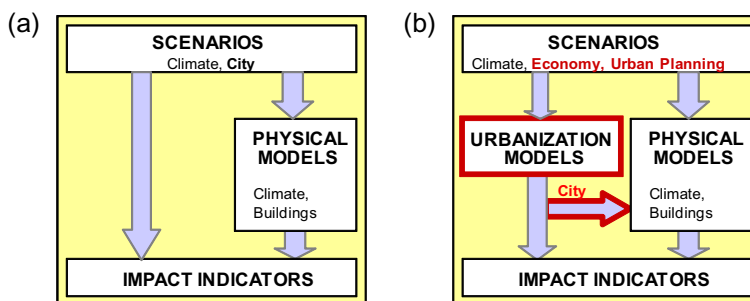 (a)
SCENARIOS
Climate, City
PHYSICAL
MODELS
Climate,
Buildings
IMPACT INDICATORS
(b)
SCENARIOS
Climate, Economy, Urban Planning
URBANIZATION
MODELS
PHYSICAL
MODELS
City
Climate,
Buildings
IMPACT INDICATORS